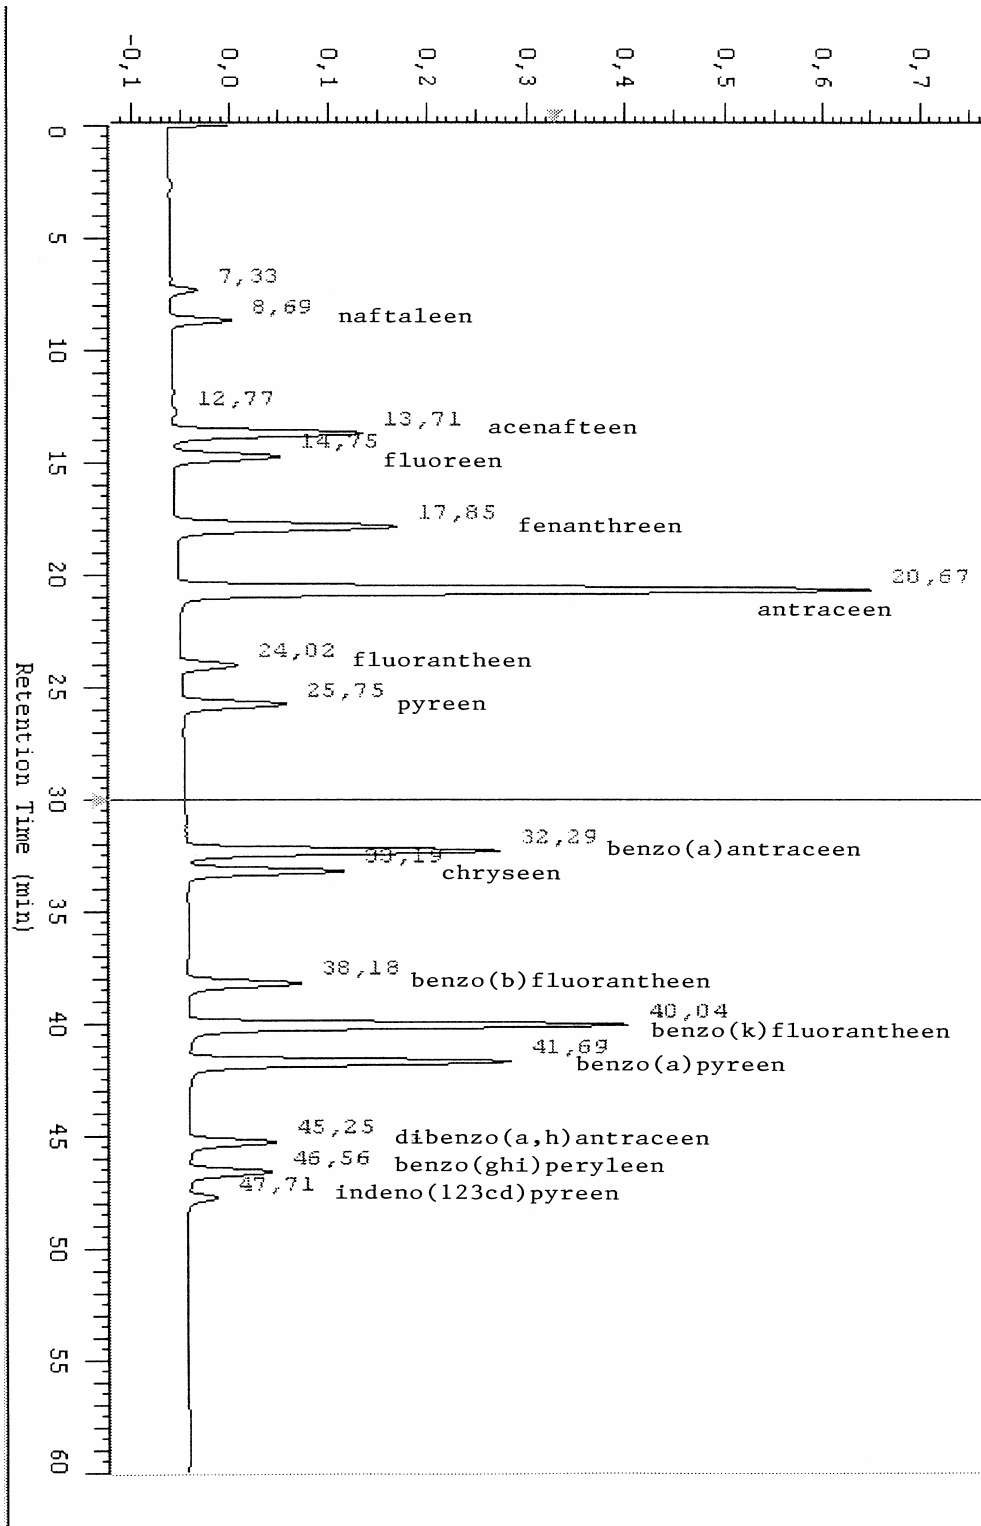 -0,1
0,0
0,1
0,2
0,3
0,4
0,5
0,6
0,7
0
5
10
15
20
25
30
35
40
45
50
55
60
Retention Time (min)
7,33
8,69 naftaleen
12,77
13,71 acenafteen
14,75
fluoreen
17,85 fenanthreen
20,67
antraceen
24,02 fluorantheen
25,75 pyreen
32,29 benzo(a)antraceen
33,19
chryseen
38,18 benzo(b)fluorantheen
40,04
benzo(k)fluorantheen
41,69
benzo(a)pyreen
45,25 dibenzo(a,h)antraceen
46,56 benzo(ghi)peryleen
47,71 indeno(123cd)pyreen